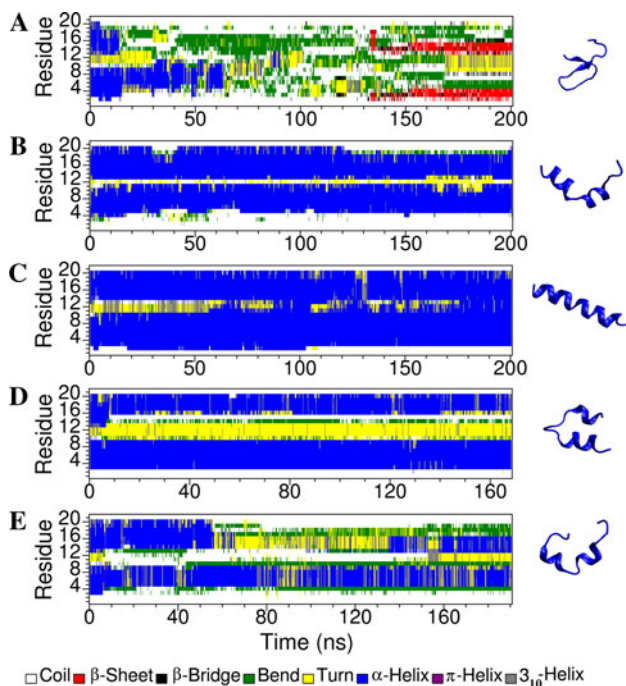 A
Residue
20
16
12
8
4
0 50 100 150 200
B
Residue
20
16
12
8
4
0 50 100 150 200
C
Residue
20
16
12
8
4
0 50 100 150 200
D
Residue
20
16
12
8
4
0 40 80 120 160
E
Residue
20
16
12
8
4
0 40 80 120 160
Time (ns)
Coil β-Sheet β-Bridge Bend Turn α-Helix π-Helix 3₁₀-Helix